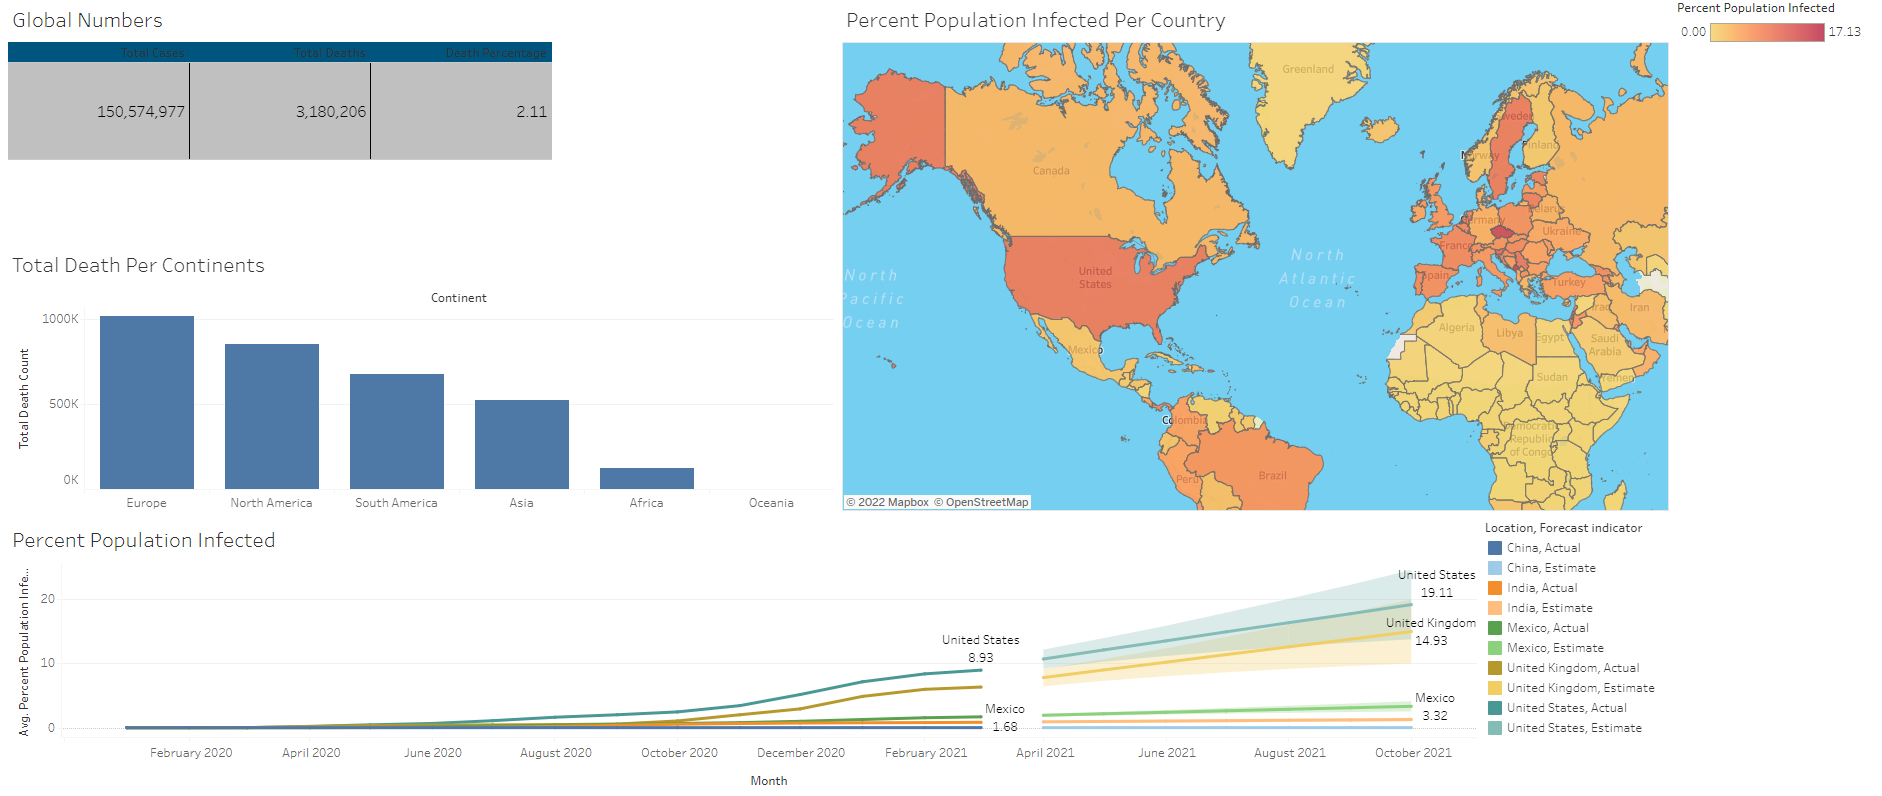 Global Numbers
Total Cases
Total Deaths
Death Percentage
150,574,977
3,180,206
2.11
Percent Population Infected Per Country
Percent Population Infected
0.00
17.13
Greenland
Canada
United
States
Mexico
North
Pacific
Ocean
North
Atlantic
Ocean
Sweden
Norway
Finland
Belarus
Germany
Ukraine
France
Spain
Turkey
Algeria
Libya
Egypt
Iraq
Iran
Saudi
Arabia
Sudan
Yemen
Democratic
Republic
of Congo
Colombia
Peru
Brazil
© 2022 Mapbox © OpenStreetMap
Total Death Per Continents
Continent
Total Death Count
1000K
500K
0K
Europe
North America
South America
Asia
Africa
Oceania
Percent Population Infected
Avg. Percent Population Infe...
20
10
0
United States
8.93
Mexico
1.68
United States
19.11
United Kingdom
14.93
Mexico
3.32
February 2020
April 2020
June 2020
August 2020
October 2020
December 2020
February 2021
April 2021
June 2021
August 2021
October 2021
Month
Location, Forecast indicator
China, Actual
China, Estimate
India, Actual
India, Estimate
Mexico, Actual
Mexico, Estimate
United Kingdom, Actual
United Kingdom, Estimate
United States, Actual
United States, Estimate